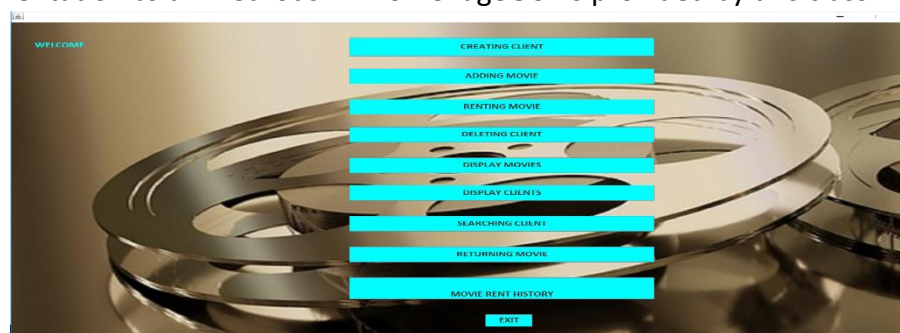 WELCOME
CREATING CLIENT
ADDING MOVIE
RENTING MOVIE
DELETING CLIENT
DISPLAY MOVIES
DISPLAY CLIENTS
SEARCHING CLIENT
RETURNING MOVIE
MOVIE RENT HISTORY
EXIT